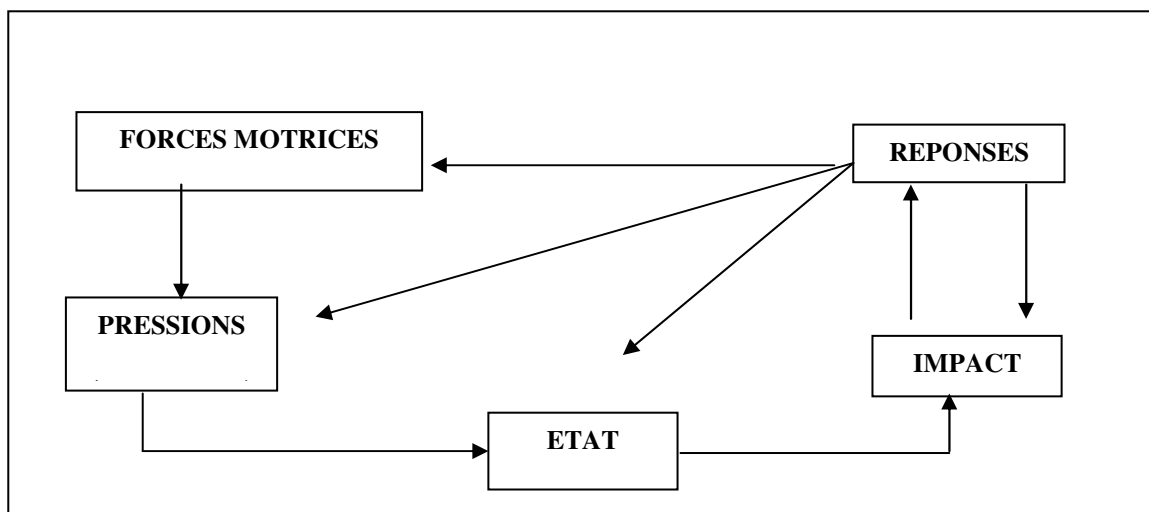 FORCES MOTRICES
REPONSES
PRESSIONS
IMPACT
ETAT